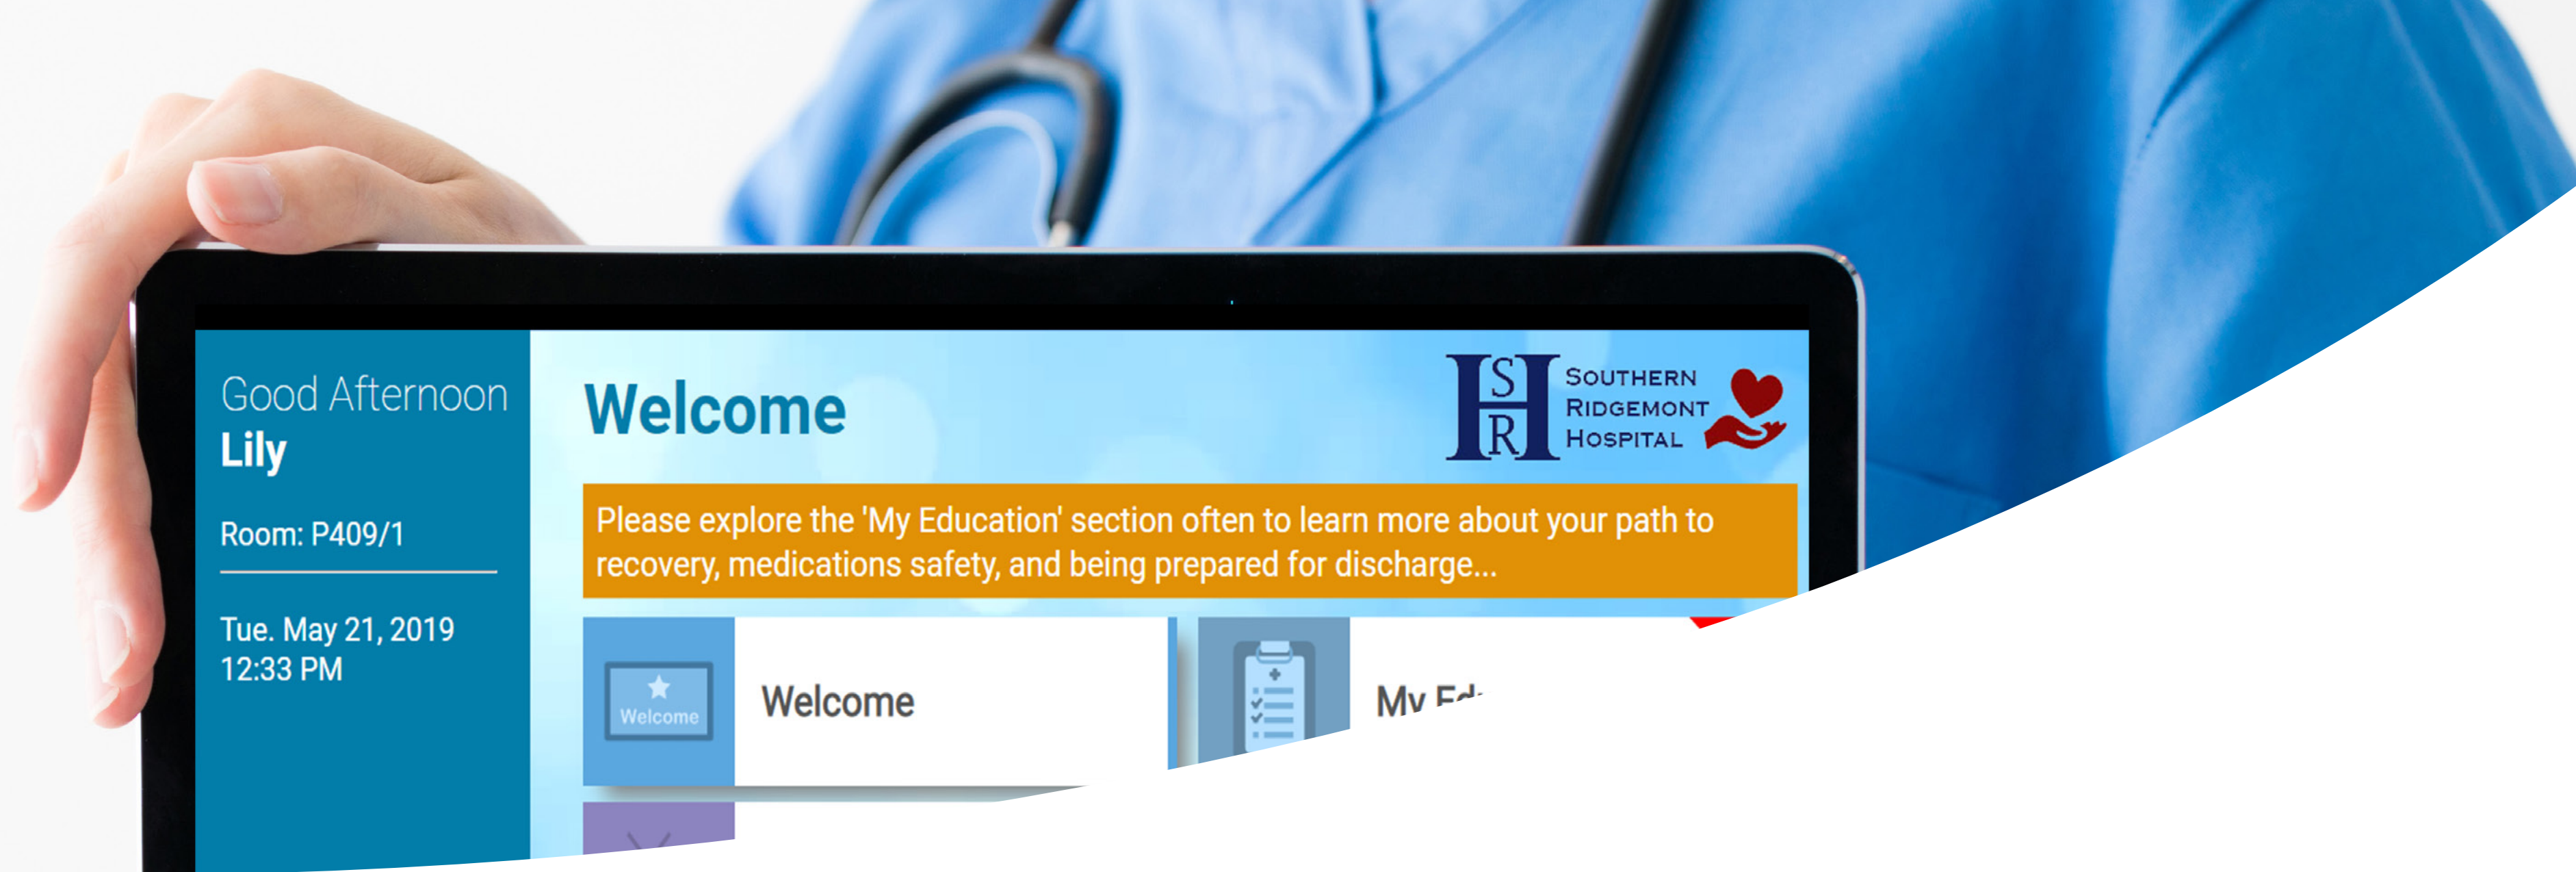 Good Afternoon
Lily
Room: P409/1
Tue. May 21, 2019
12:33 PM
Welcome
S
H
R
SOUTHERN
RIDGEMONT
HOSPITAL
Please explore the 'My Education' section often to learn more about your path to
recovery, medications safety, and being prepared for discharge...
Welcome
Welcome
My